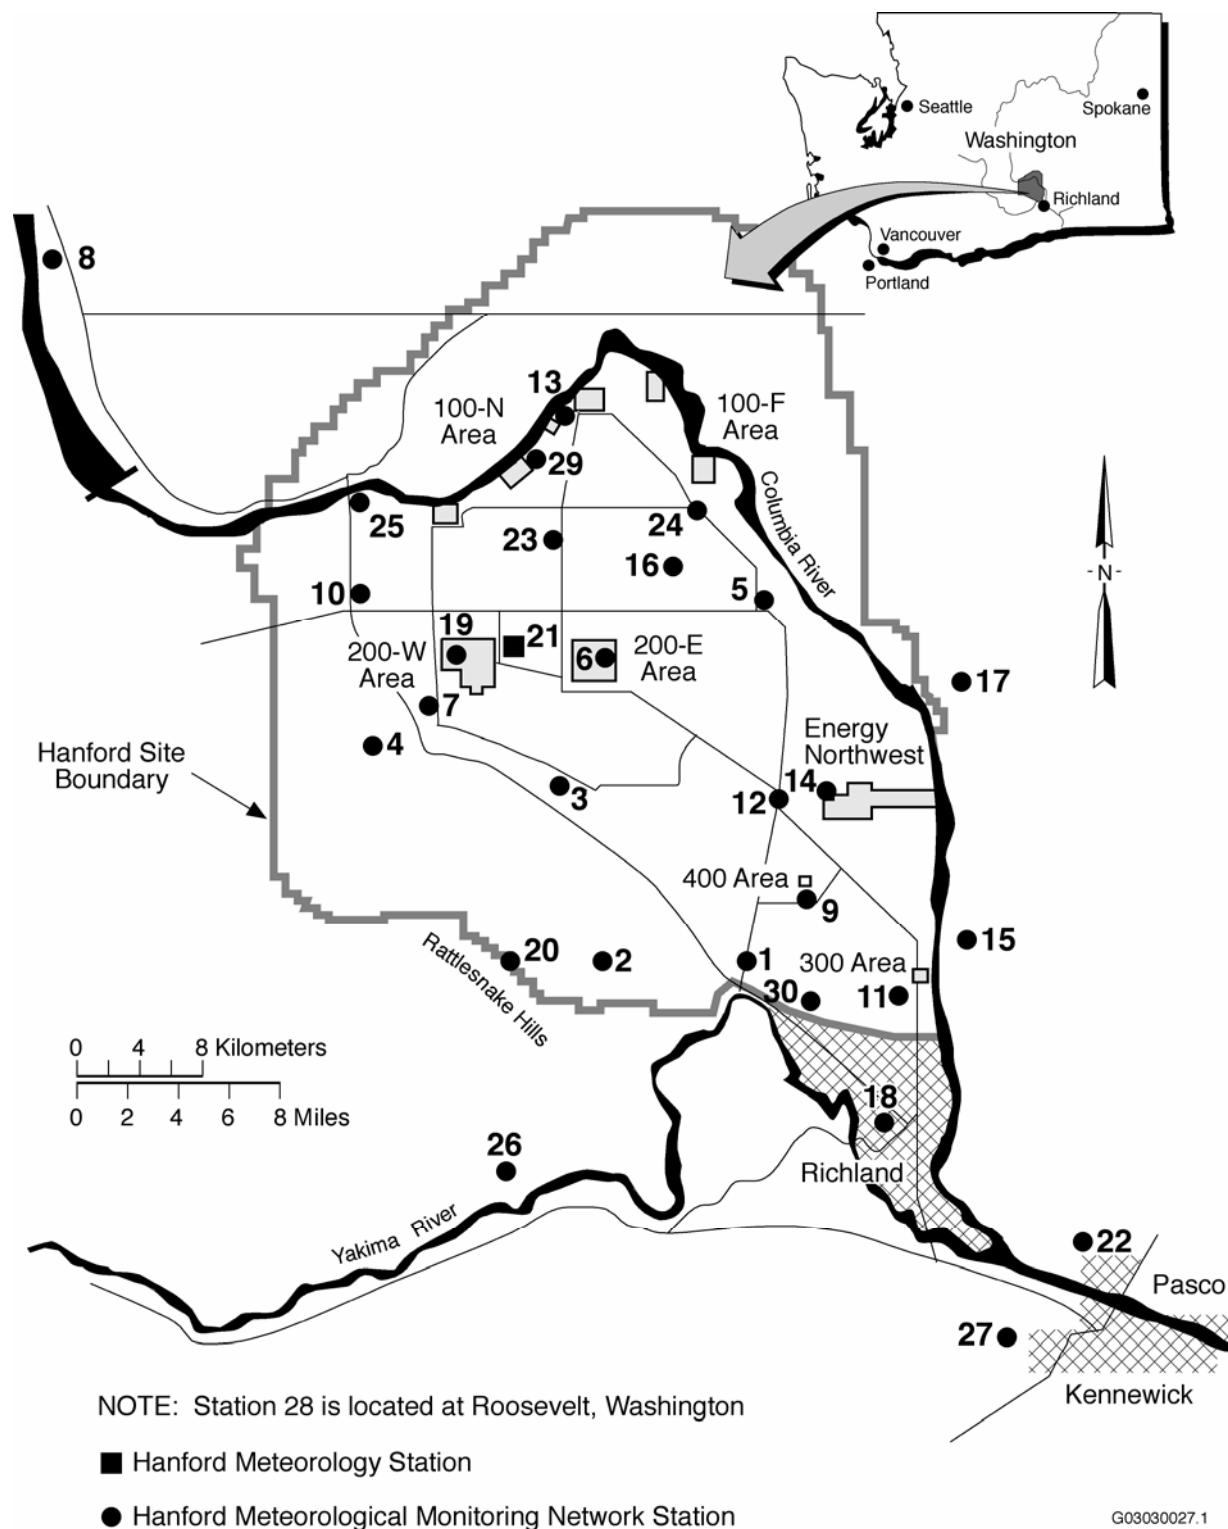 Seattle
Spokane
Washington
Richland
Vancouver
Portland
8
13
100-N
Area
100-F
Area
29
25
24
23
16
Columbia River
10
5
-N-
19
21
200-W
Area
6
200-E
Area
17
7
4
Energy
Northwest
Hanford Site
Boundary
14
3
12
400 Area
9
15
20
2
1
300 Area
30
11
Rattlesnake Hills
0 4 8 Kilometers
0 2 4 6 8 Miles
18
26
Richland
Yakima River
22
Pasco
27
Kennewick
NOTE: Station 28 is located at Roosevelt, Washington
Hanford Meteorology Station
Hanford Meteorological Monitoring Network Station
G03030027.1